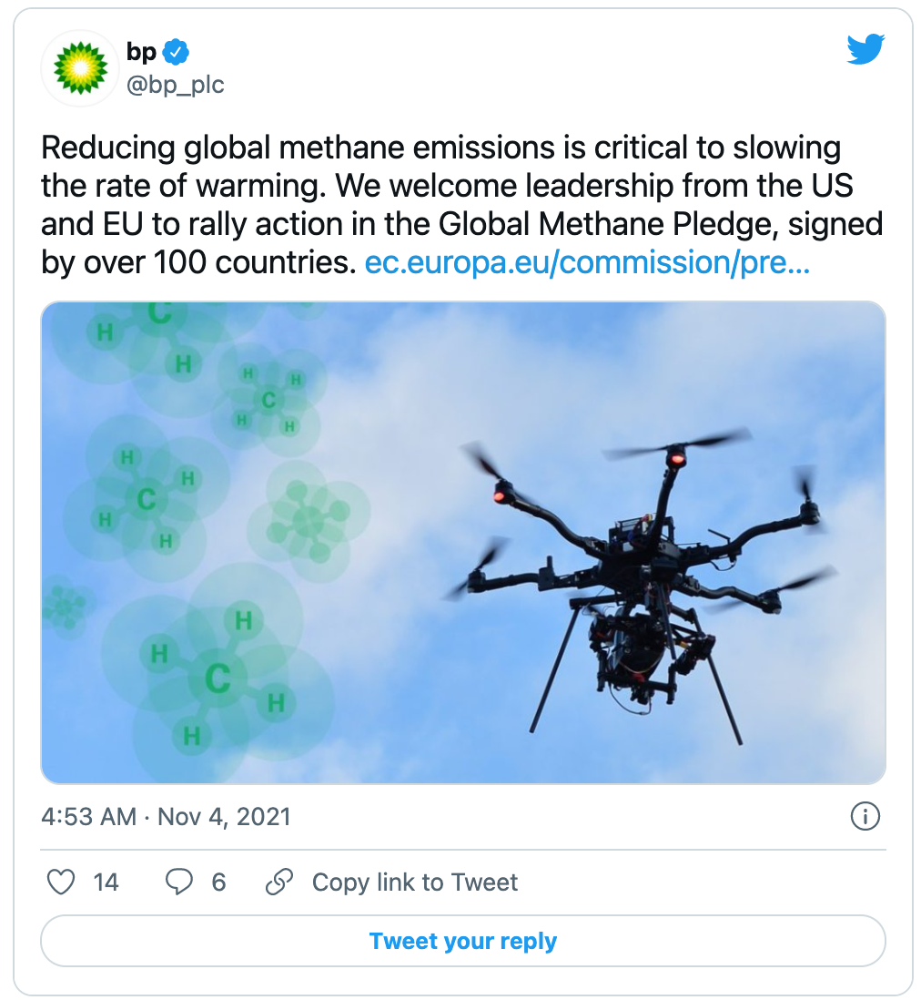 bp
@bp_plc
Reducing global methane emissions is critical to slowing
the rate of warming. We welcome leadership from the US
and EU to rally action in the Global Methane Pledge, signed
by over 100 countries. ec.europa.eu/commission/pre...
C
H
H
H
H
C
H
H
H
H
C
H
H
H
H
C
H
H
4:53 AM · Nov 4, 2021
14
6
Copy link to Tweet
Tweet your reply